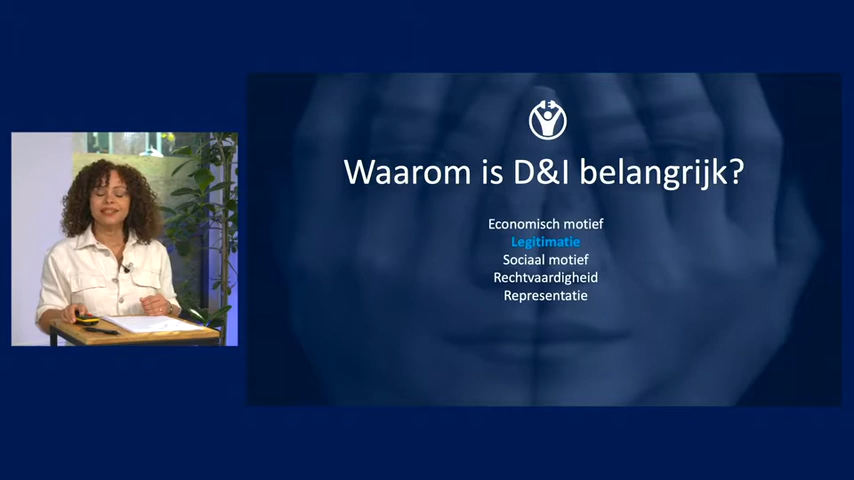 Waarom is D&I belangrijk?
Economisch motief
Legitimatie
Sociaal motief
Rechtvaardigheid
Representatie